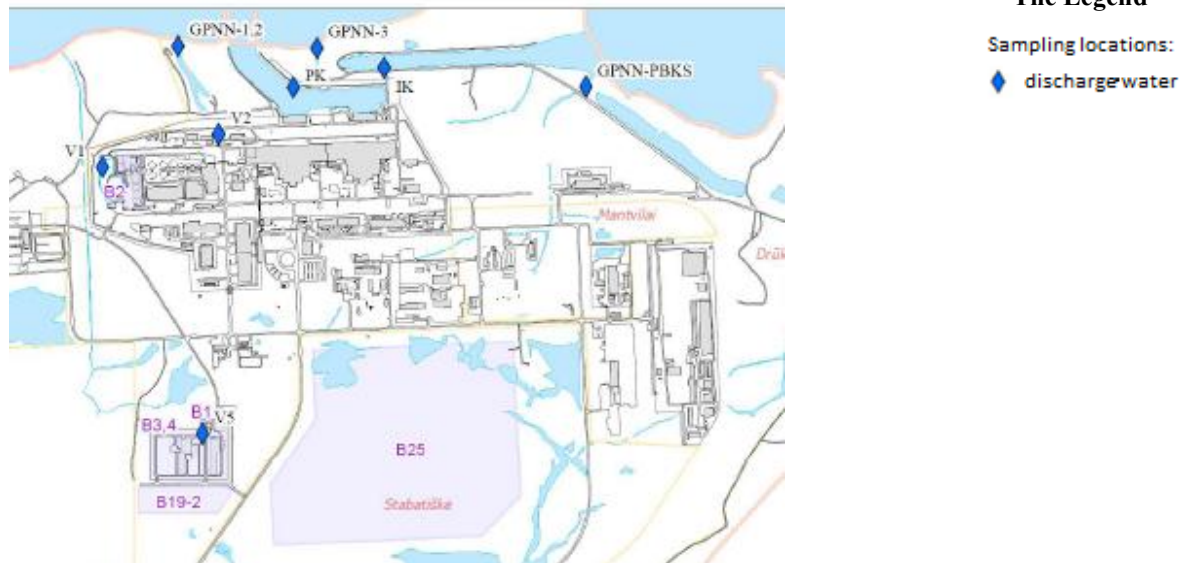 The Legend
Sampling locations:
discharge water
GPNN-1,2
GPNN-3
PK
IK
GPNN-PBKS
V2
V1
B2
Mantvilai
Drūk
B1
V5
B3,4
B25
B19-2
Stabatiškė